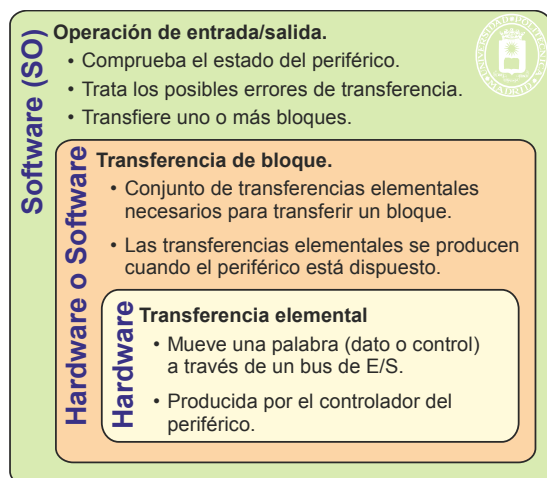 Software (SO)
Operación de entrada/salida.
• Comprueba el estado del periférico.
• Trata los posibles errores de transferencia.
• Transfiere uno o más bloques.
Hardware o Software
Transferencia de bloque.
• Conjunto de transferencias elementales
necesarios para transferir un bloque.
• Las transferencias elementales se producen
cuando el periférico está dispuesto.
Hardware
Transferencia elemental
• Mueve una palabra (dato o control)
a través de un bus de E/S.
• Producida por el controlador del
periférico.
UNIVERSIDAD POLITECNICA
MADRID